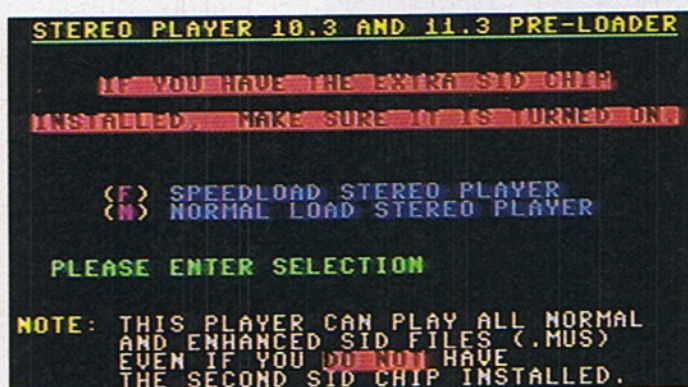 STEREO PLAYER 10.3 AND 11.3 PRE-LOADER
IF YOU HAVE THE EXTRA SID CHIP
INSTALLED, MAKE SURE IT IS TURNED ON.
(F) SPEEDLOAD STEREO PLAYER
(N) NORMAL LOAD STEREO PLAYER
PLEASE ENTER SELECTION
NOTE: THIS PLAYER CAN PLAY ALL NORMAL
AND ENHANCED SID FILES (.MUS)
EVEN IF YOU DO NOT HAVE
THE SECOND SID CHIP INSTALLED.